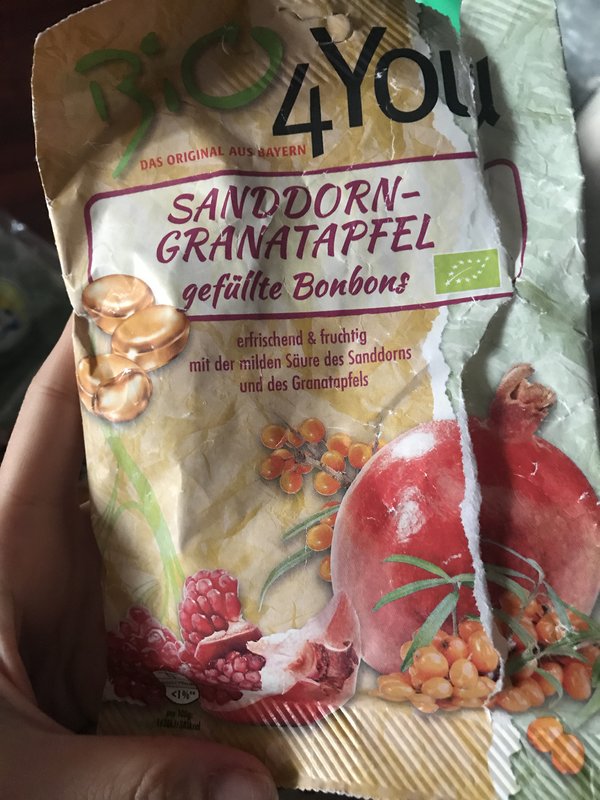 BiO
4You
DAS ORIGINAL AUS BAYERN
SANDDORN-
GRANATAPFEL
gefüllte Bonbons
erfrischend & fruchtig
mit der milden Säure des Sanddorns
und des Granatapfels
<1%**